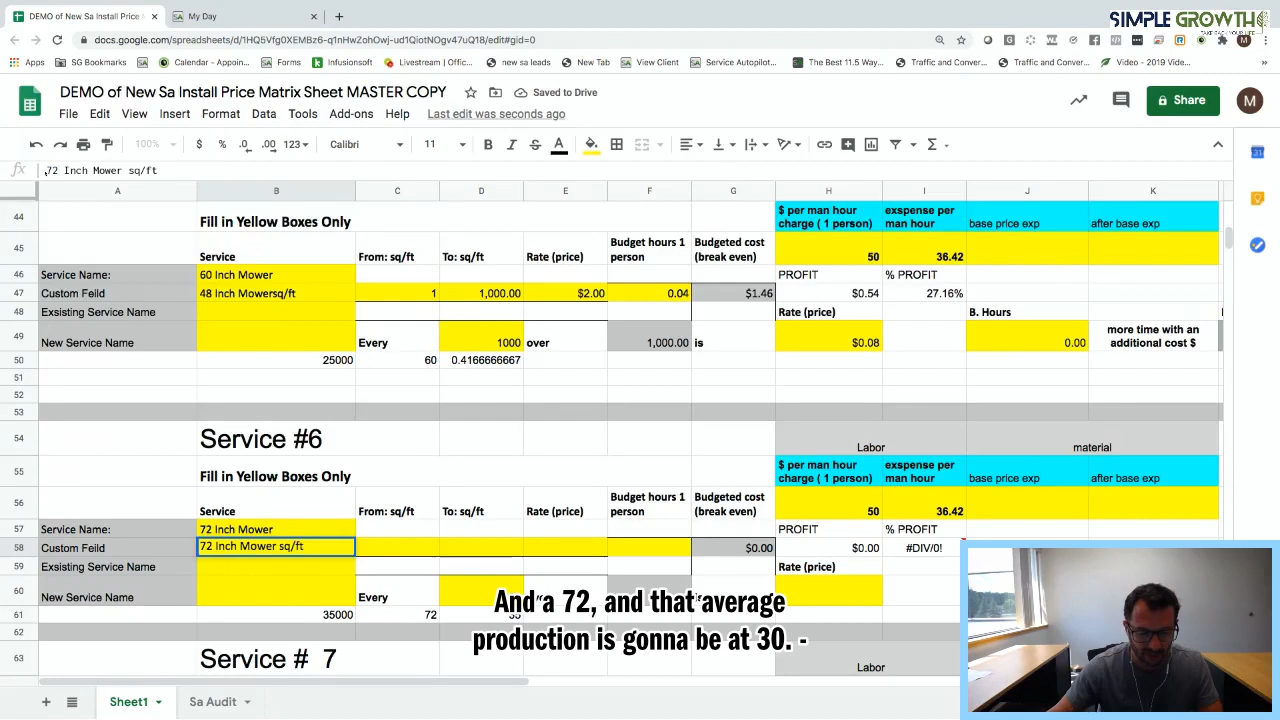 DEMO of New Sa Install Price M
My Day
SIMPLE GROWTH
TAKE BACK YOUR LIFE
docs.google.com/spreadsheets/d/1HQ5Vfg0XEMBz6-q1nHwZohOwj-ud1QiotNOgv47uQ18/edit#gid=0
Apps SG Bookmarks Calendar - Appoin... Forms Infusionsoft Livestream | Offic... new sa leads New Tab View Client Service Autopilot... The Best 11.5 Way... Traffic and Conver... Traffic and Conver... Video - 2019 Vide...
DEMO of New Sa Install Price Matrix Sheet MASTER COPY
Saved to Drive
Share
M
File Edit View Insert Format Data Tools Add-ons Help Last edit was seconds ago
100% $ % .0 .00 123 Calibri 11 B I S A
fx 72 Inch Mower sq/ft
A B C D E F G H I J K
44 Fill in Yellow Boxes Only $ per man hour charge ( 1 person) exspense per man hour base price exp after base exp
45 Service From: sq/ft To: sq/ft Rate (price) Budget hours 1 person Budgeted cost (break even) 50 36.42
46 Service Name: 60 Inch Mower PROFIT % PROFIT
47 Custom Feild 48 Inch Mowersq/ft 1 1,000.00 $2.00 0.04 $1.46 $0.54 27.16%
48 Exsisting Service Name Rate (price) B. Hours
49 New Service Name Every 1000 over 1,000.00 is $0.08 0.00 more time with an additional cost $
50 25000 60 0.4166666667
51
52
53
54 Service #6 Labor material
55 Fill in Yellow Boxes Only $ per man hour charge ( 1 person) exspense per man hour base price exp after base exp
56 Service From: sq/ft To: sq/ft Rate (price) Budget hours 1 person Budgeted cost (break even) 50 36.42
57 Service Name: 72 Inch Mower PROFIT % PROFIT
58 Custom Feild 72 Inch Mower sq/ft $0.00 $0.00 #DIV/0!
59 Exsisting Service Name Rate (price)
60 New Service Name Every
61 35000 72
62
63 Service # 7 Labor
And a 72, and that average
production is gonna be at 30. -
Sheet1 Sa Audit